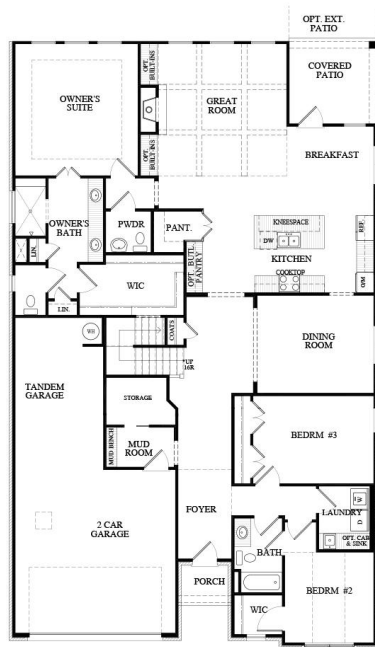 OPT. EXT.
PATIO
COVERED
PATIO
OPT.
BUILT-INS
OWNER'S
SUITE
GREAT
ROOM
OPT.
BUILT-INS
BREAKFAST
OWNER'S
BATH
PWDR
PANT.
KNEESPACE
DW
REF.
LIN.
KITCHEN
COOKTOP
OPT. BUTL.
PANTRY
WIC
O/M
LIN.
WH
COATS
DINING
ROOM
*UP
16R
TANDEM
GARAGE
STORAGE
BEDRM #3
MUD BENCH
MUD
ROOM
W
LAUNDRY
D
FOYER
2 CAR
GARAGE
OPT. CAB
& SINK
BATH
PORCH
BEDRM #2
WIC